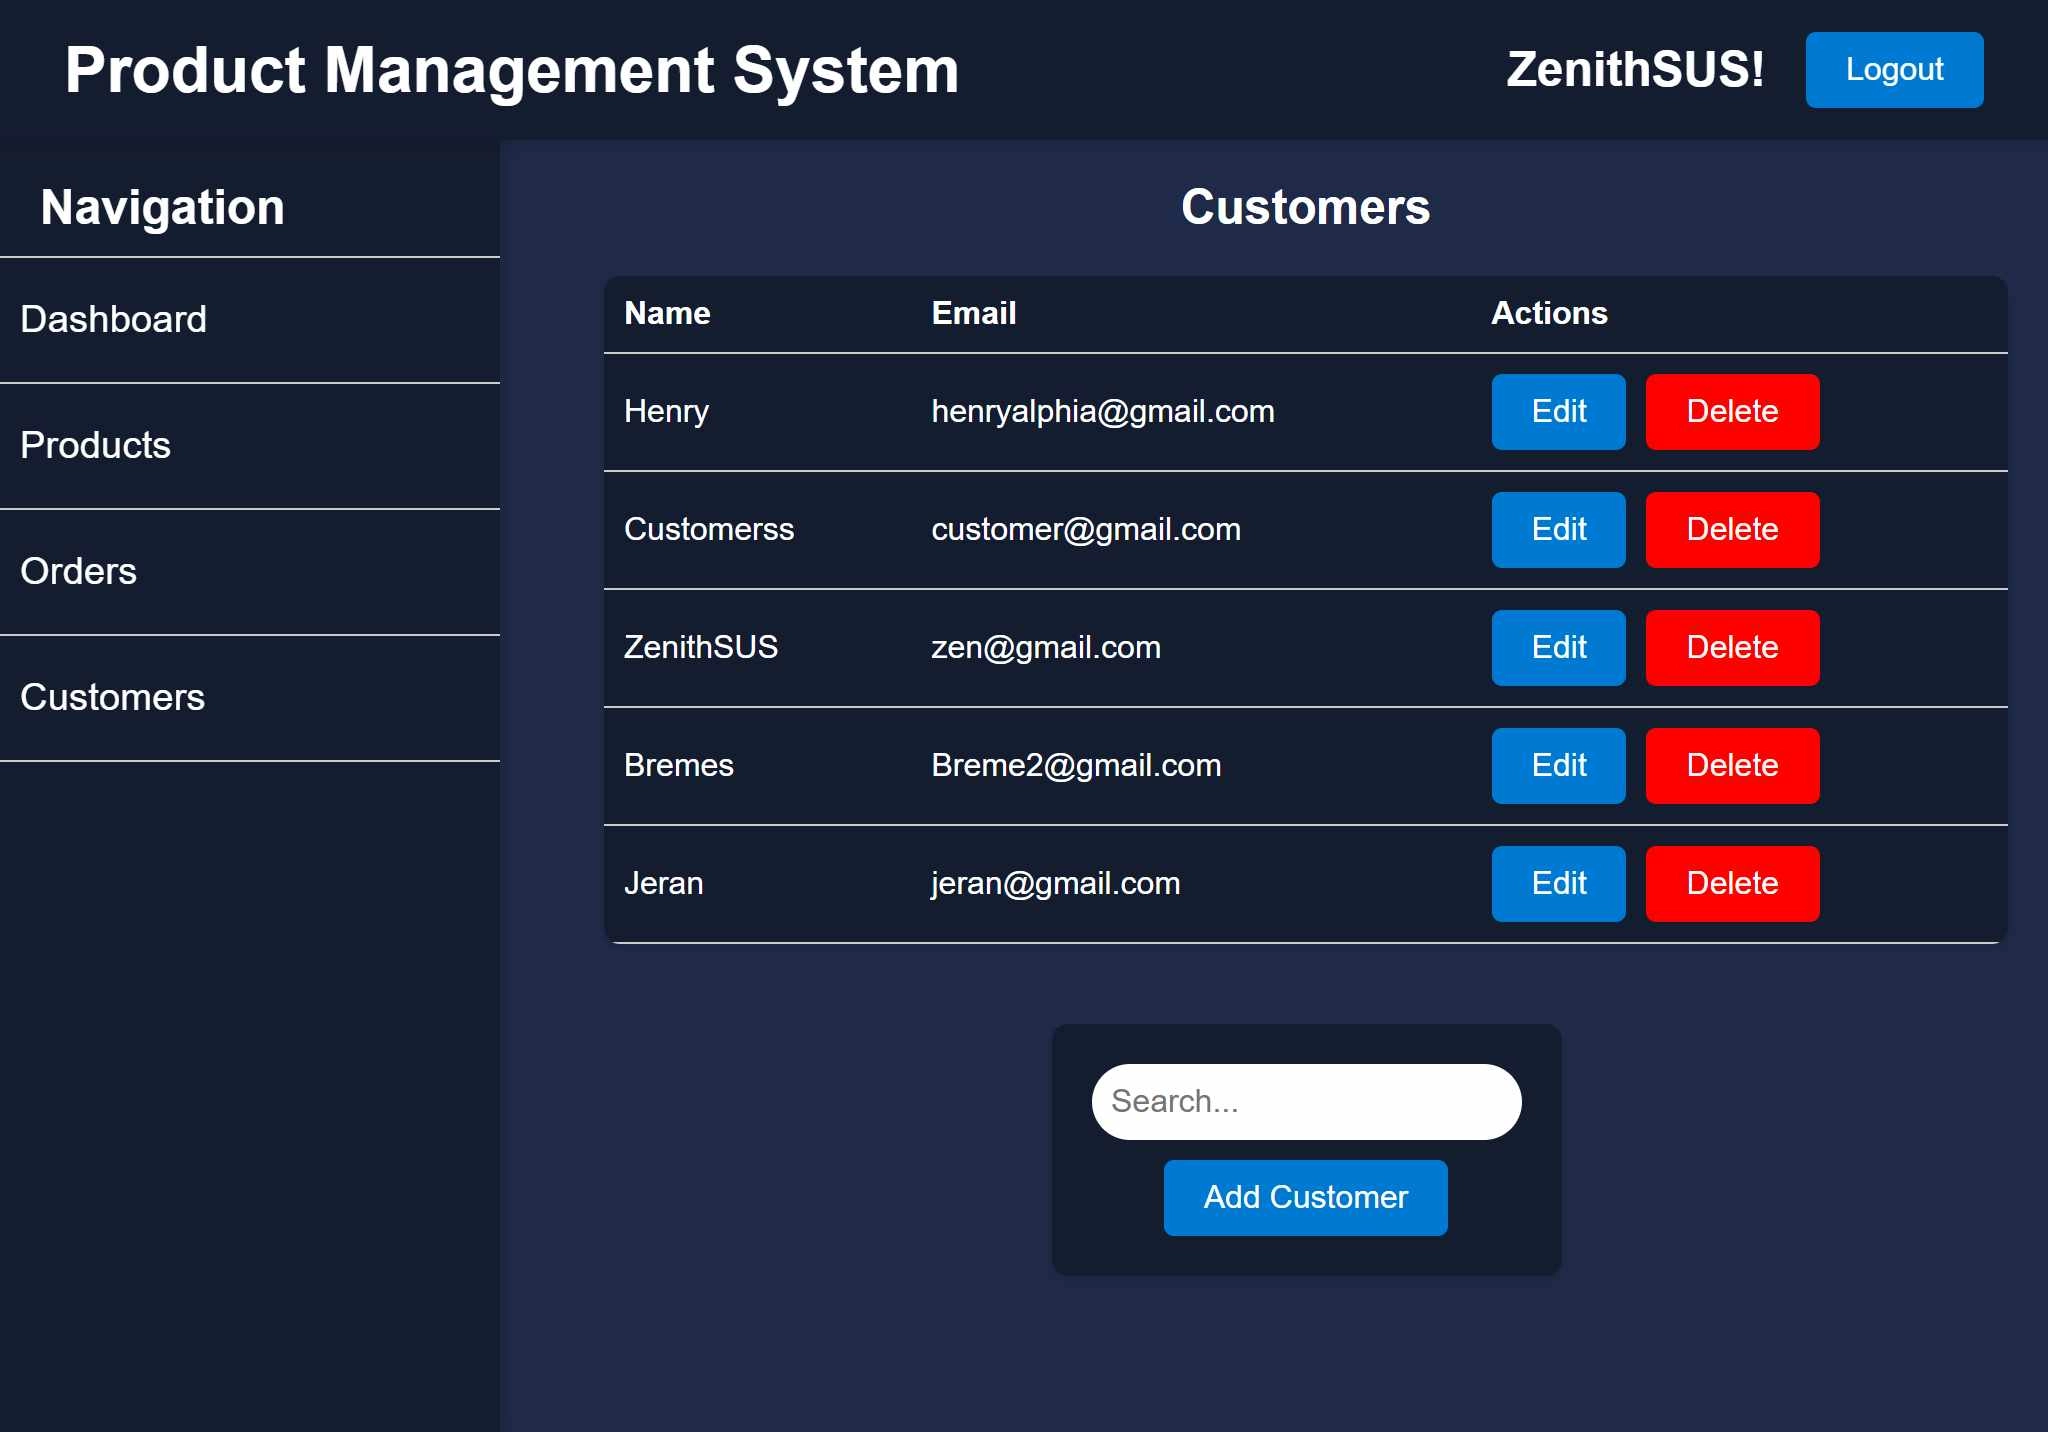 Product Management System
ZenithSUS! Logout
Navigation
Dashboard
Products
Orders
Customers
Customers
Name Email Actions
Henry henryalphia@gmail.com Edit Delete
Customerss customer@gmail.com Edit Delete
ZenithSUS zen@gmail.com Edit Delete
Bremes Breme2@gmail.com Edit Delete
Jeran jeran@gmail.com Edit Delete
Search...
Add Customer